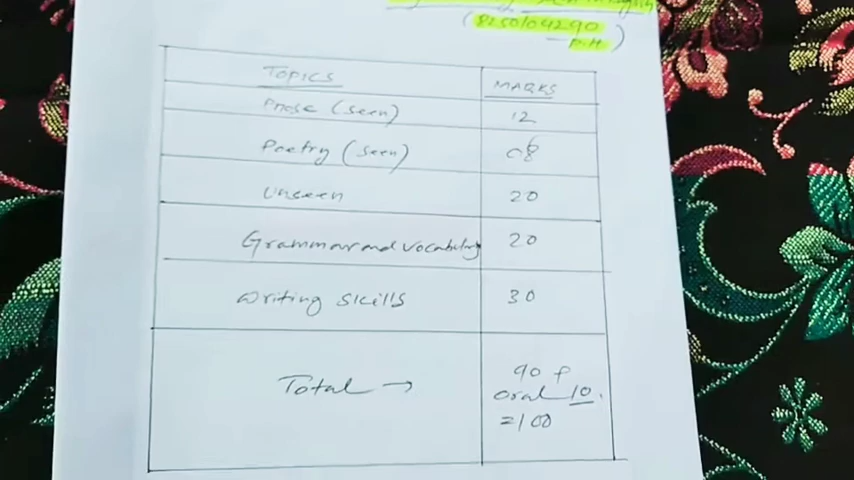 (8250104290
TOPICS MARKS
Prose (seen) 12
Poetry (seen) 08
Unseen 20
Grammar and vocabulary 20
Writing skills 30
Total → 90 +
oral 10.
=100